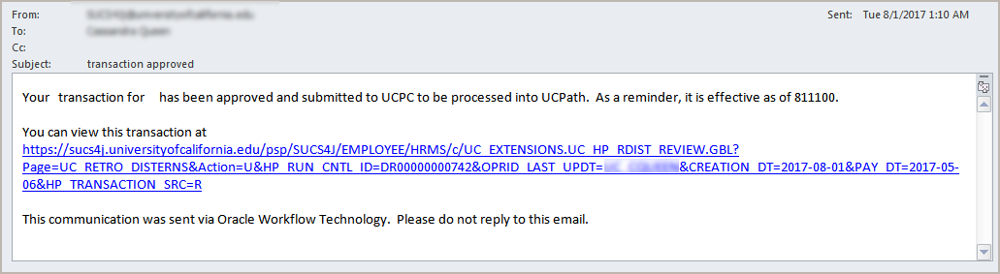 From: Sent: Tue 8/1/2017 1:10 AM
To:
Cc:
Subject: transaction approved
Your transaction for has been approved and submitted to UCPC to be processed into UCPath. As a reminder, it is effective as of 811100.
You can view this transaction at
https://sucs4j.universityofcalifornia.edu/psp/SUCS4J/EMPLOYEE/HRMS/c/UC_EXTENSIONS.UC_HP_RDIST_REVIEW.GBL?
Page=UC_RETRO_DISTERNS&Action=U&HP_RUN_CNTL_ID=DR00000000742&OPRID_LAST_UPDT= &CREATION_DT=2017-08-01&PAY_DT=2017-05-
06&HP_TRANSACTION_SRC=R
This communication was sent via Oracle Workflow Technology. Please do not reply to this email.